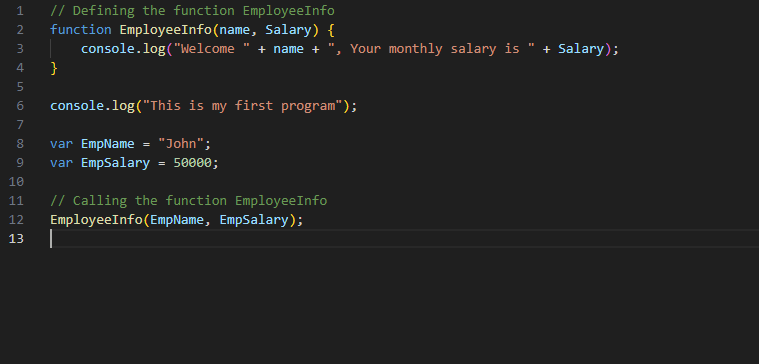 1 // Defining the function EmployeeInfo
2 function EmployeeInfo(name, Salary) {
3     console.log("Welcome " + name + ", Your monthly salary is " + Salary);
4 }
5
6 console.log("This is my first program");
7
8 var EmpName = "John";
9 var EmpSalary = 50000;
10
11 // Calling the function EmployeeInfo
12 EmployeeInfo(EmpName, EmpSalary);
13